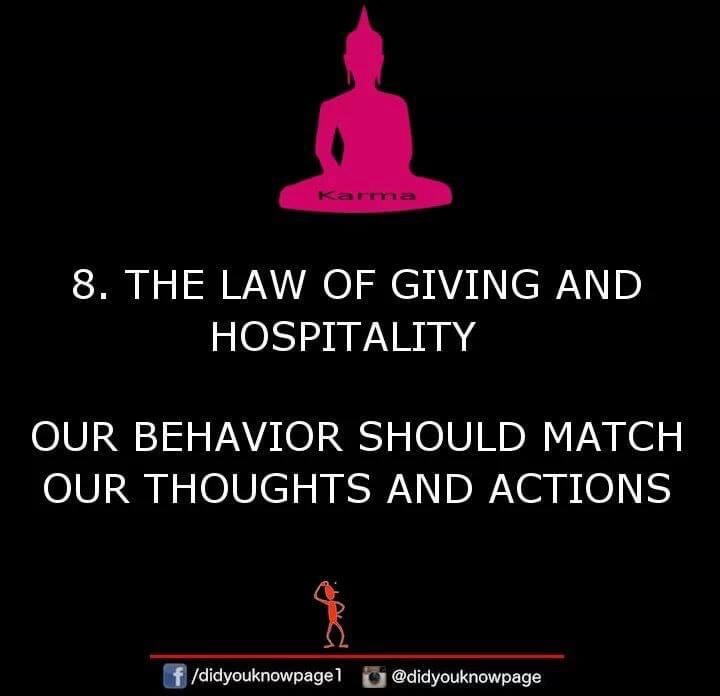 Karma
8. THE LAW OF GIVING AND
HOSPITALITY
OUR BEHAVIOR SHOULD MATCH
OUR THOUGHTS AND ACTIONS
f /didyouknowpage1 @didyouknowpage